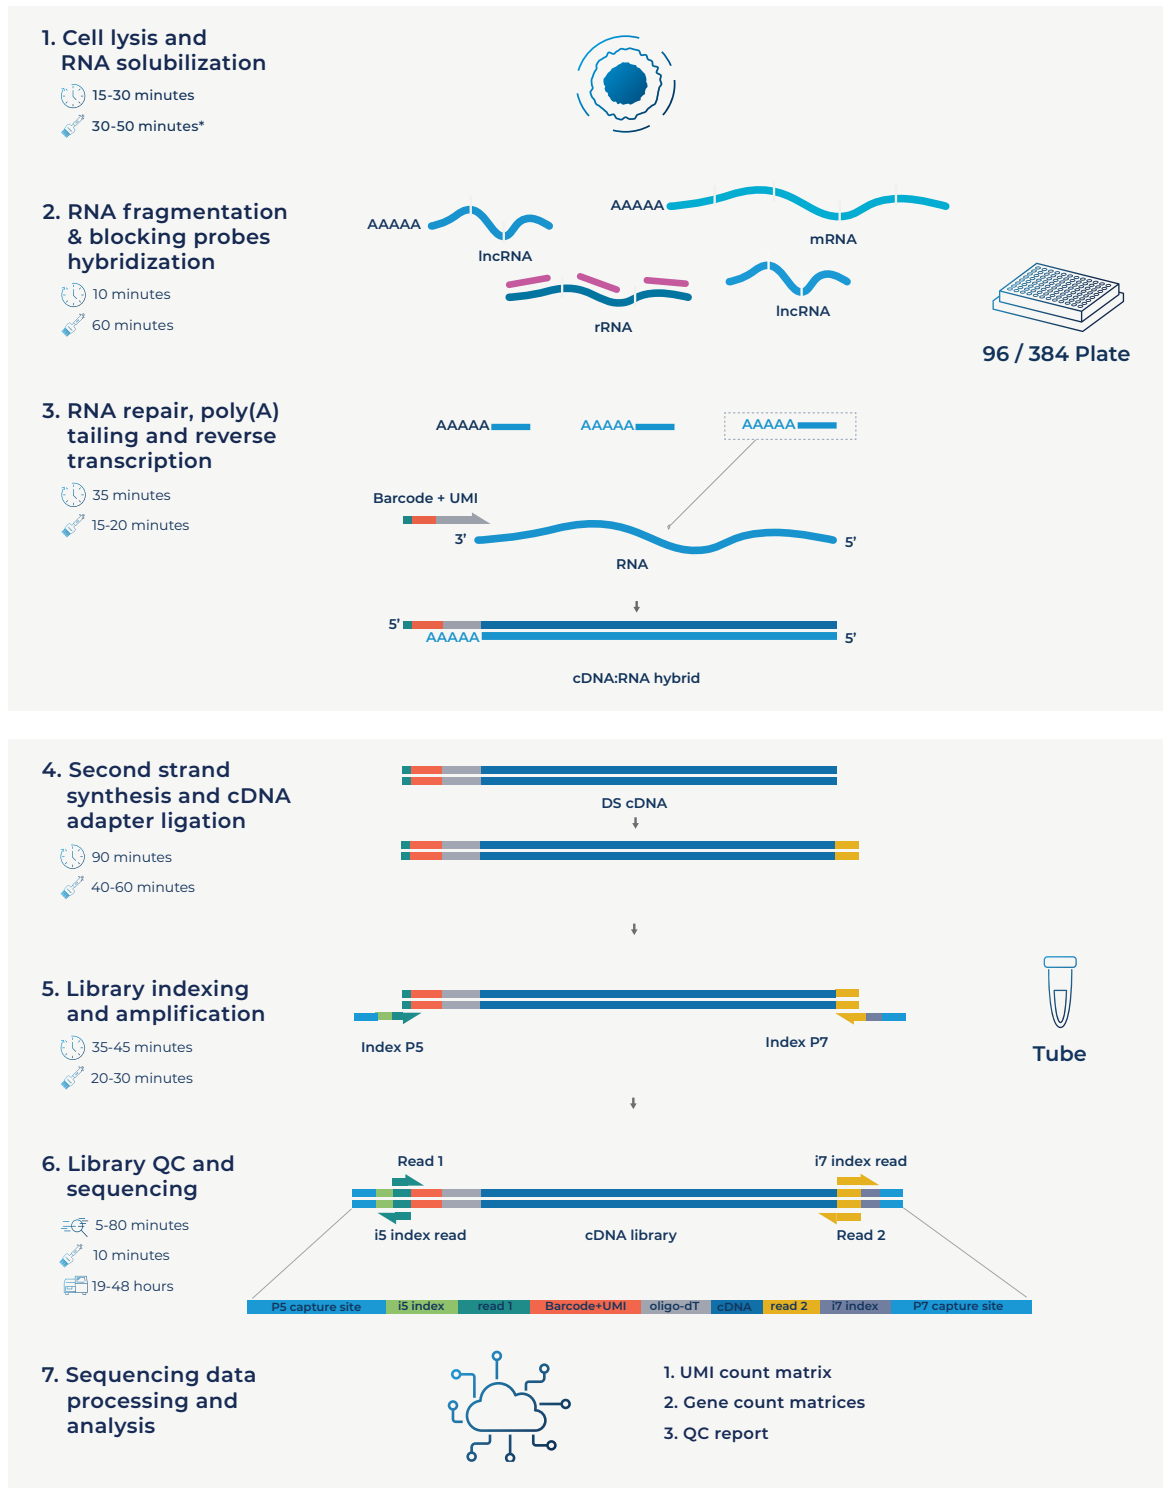 1. Cell lysis and
RNA solubilization
15-30 minutes
30-50 minutes*
2. RNA fragmentation
& blocking probes
hybridization
10 minutes
60 minutes
AAAAA
lncRNA
AAAAA
mRNA
rRNA
lncRNA
96 / 384 Plate
3. RNA repair, poly(A)
tailing and reverse
transcription
35 minutes
15-20 minutes
AAAAA
AAAAA
AAAAA
Barcode + UMI
3’
5’
RNA
5’
AAAAA
5’
cDNA:RNA hybrid
4. Second strand
synthesis and cDNA
adapter ligation
90 minutes
40-60 minutes
DS cDNA
5. Library indexing
and amplification
35-45 minutes
20-30 minutes
Index P5
Index P7
Tube
6. Library QC and
sequencing
5-80 minutes
10 minutes
19-48 hours
Read 1
i7 index read
i5 index read
cDNA library
Read 2
P5 capture site
i5 index
read 1
Barcode+UMI
oligo-dT
cDNA
read 2
i7 index
P7 capture site
7. Sequencing data
processing and
analysis
1. UMI count matrix
2. Gene count matrices
3. QC report